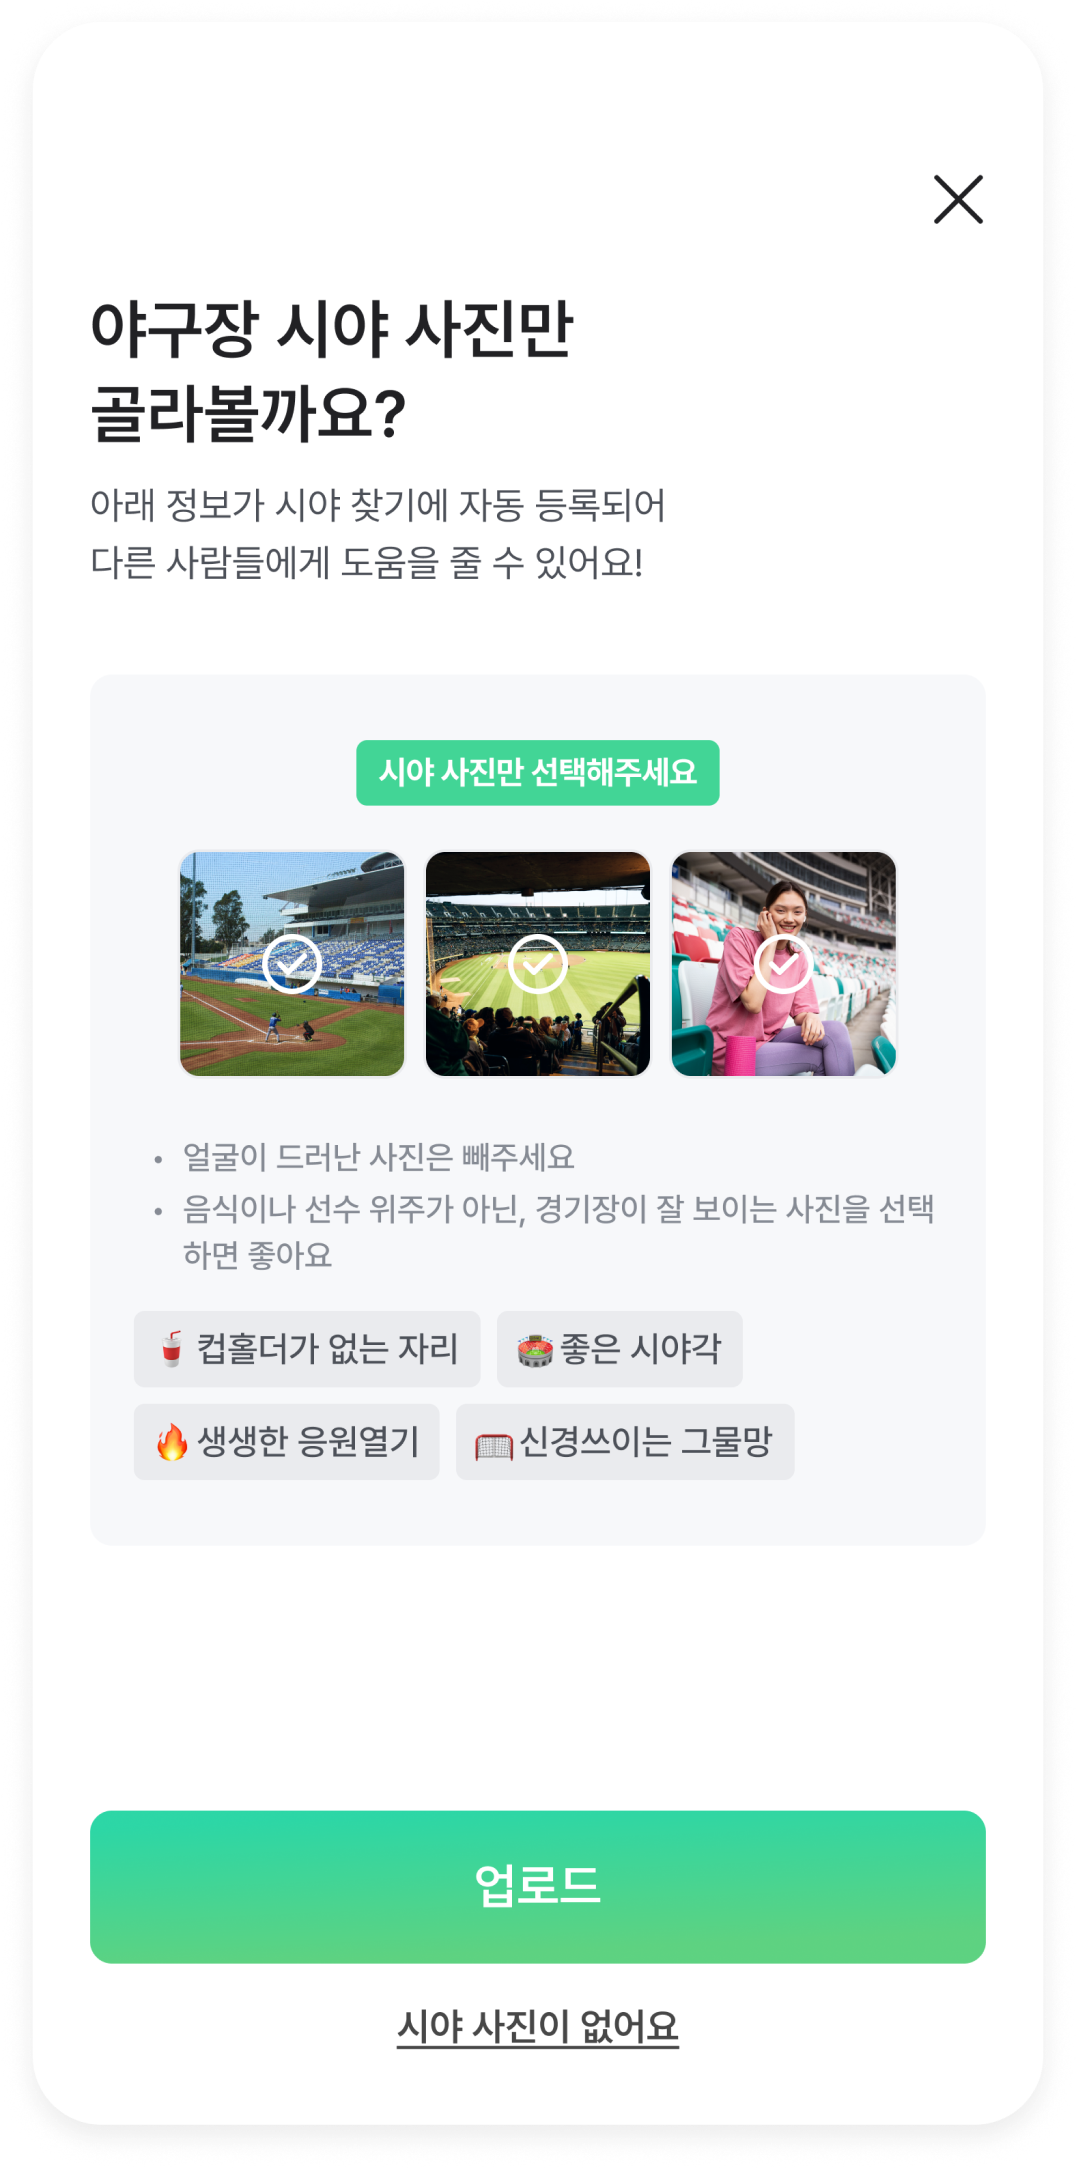 야구장 시야 사진만
골라볼까요?
아래 정보가 시야 찾기에 자동 등록되어
다른 사람들에게 도움을 줄 수 있어요!
시야 사진만 선택해주세요
• 얼굴이 드러난 사진은 빼주세요
• 음식이나 선수 위주가 아닌, 경기장이 잘 보이는 사진을 선택
하면 좋아요
컵홀더가 없는 자리
좋은 시야각
생생한 응원열기
신경쓰이는 그물망
업로드
시야 사진이 없어요